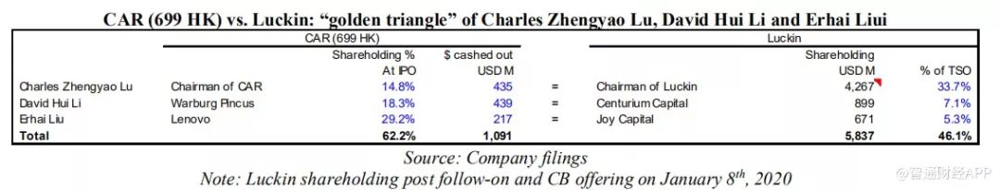 CAR (699 HK) vs. Luckin: “golden triangle” of Charles Zhengyao Lu, David Hui Li and Erhai Liui
CAR (699 HK) Luckin
Shareholding % $ cashed out Shareholding
At IPO USD M USD M % of TSO
Charles Zhengyao Lu Chairman of CAR 14.8% 435 = Chairman of Luckin 4,267 33.7%
David Hui Li Warburg Pincus 18.3% 439 = Centurium Capital 899 7.1%
Erhai Liu Lenovo 29.2% 217 = Joy Capital 671 5.3%
Total 62.2% 1,091 5,837 46.1%
Source: Company filings
Note: Luckin shareholding post follow-on and CB offering on January 8th, 2020
@智通财经APP